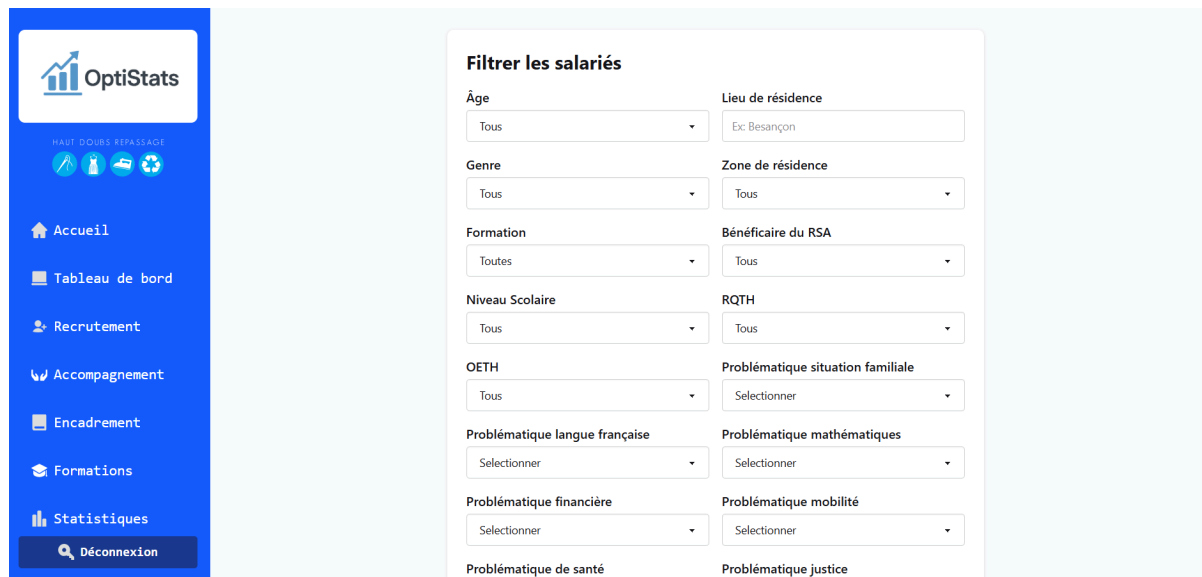 OptiStats
HAUT DOUBS REPASSAGE
Accueil
Tableau de bord
Recrutement
Accompagnement
Encadrement
Formations
Statistiques
Déconnexion
Filtrer les salariés
Âge
Tous
Lieu de résidence
Ex: Besançon
Genre
Tous
Zone de résidence
Tous
Formation
Toutes
Bénéficaire du RSA
Tous
Niveau Scolaire
Tous
RQTH
Tous
OETH
Tous
Problématique situation familiale
Selectionner
Problématique langue française
Selectionner
Problématique mathématiques
Selectionner
Problématique financière
Selectionner
Problématique mobilité
Selectionner
Problématique de santé
Problématique justice